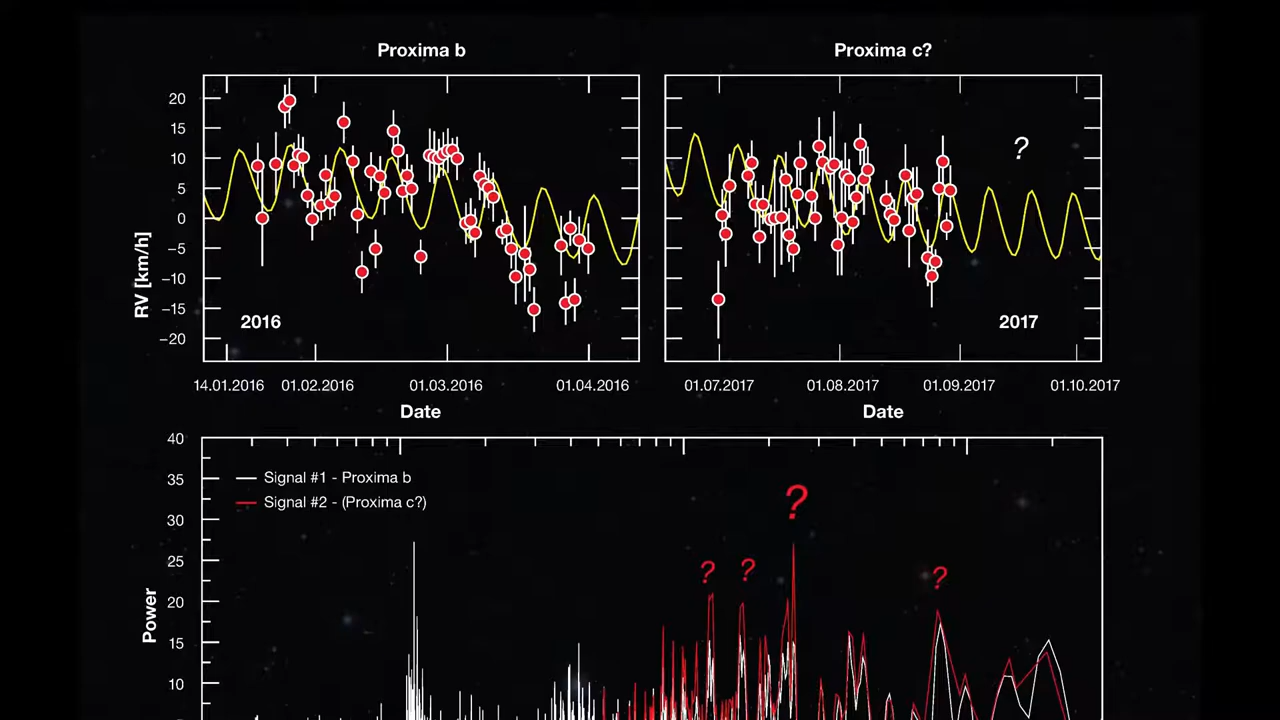 Proxima b
Proxima c?
20
15
10
5
0
−5
−10
−15
−20
RV [km/h]
2016
?
2017
14.01.2016 01.02.2016 01.03.2016 01.04.2016
01.07.2017 01.08.2017 01.09.2017 01.10.2017
Date
Date
40
35
30
25
20
15
10
Power
Signal #1 - Proxima b
Signal #2 - (Proxima c?)
?
? ? ?